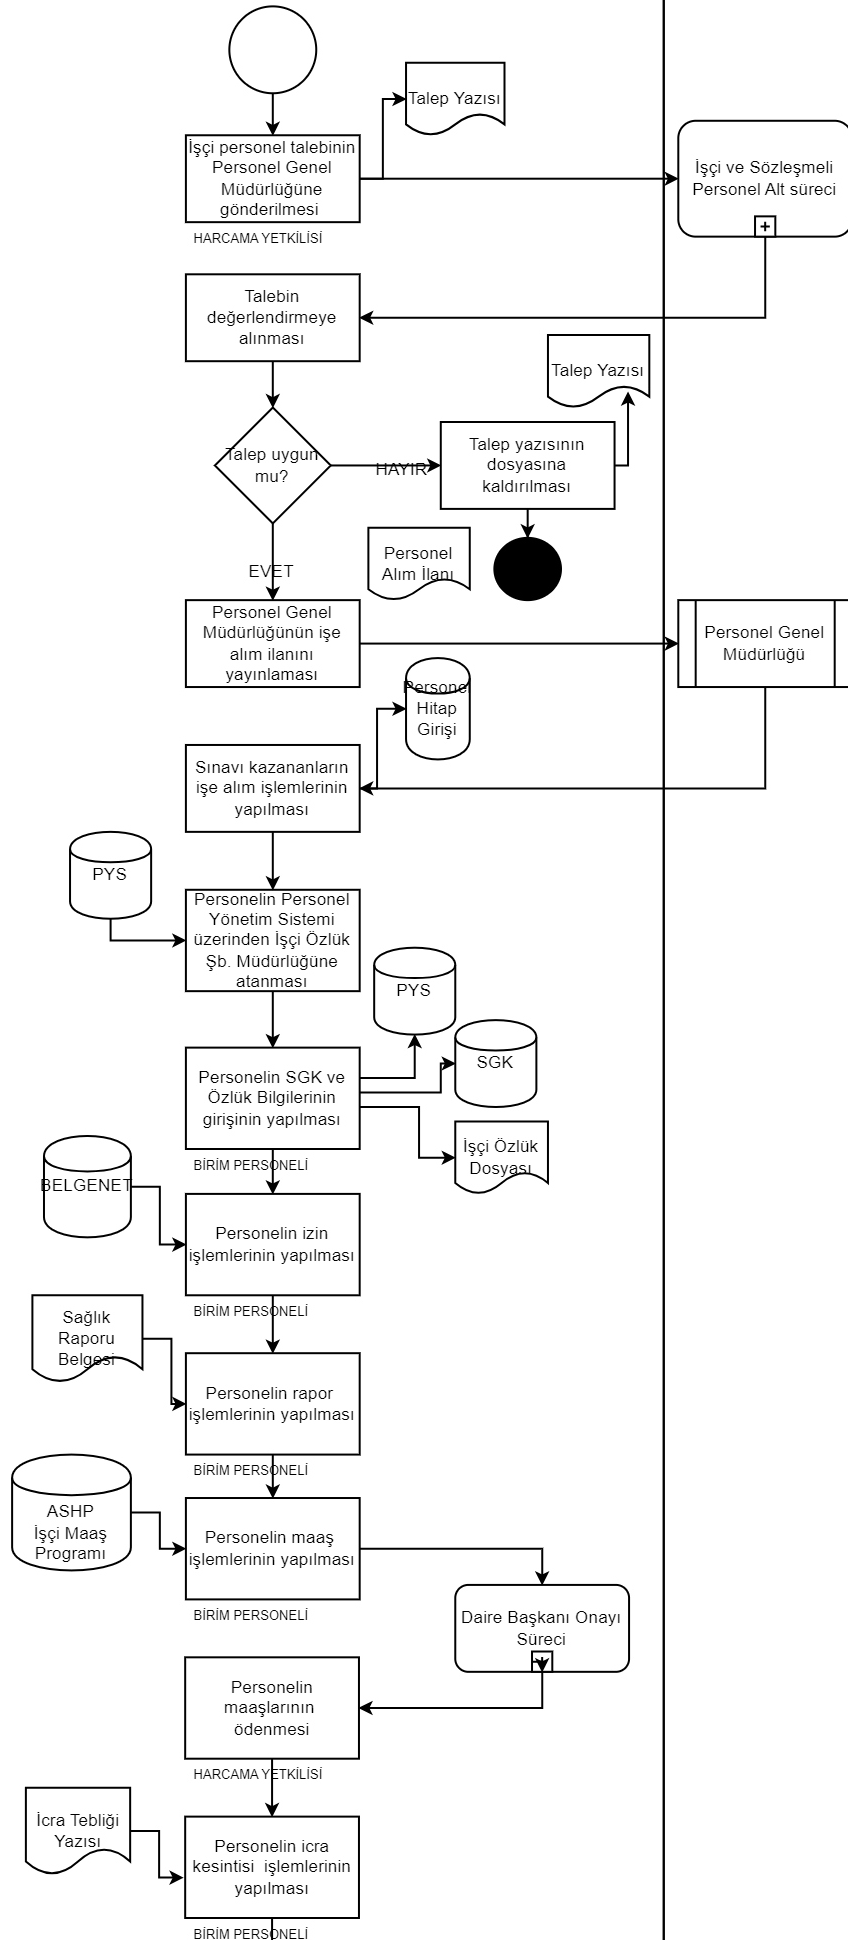 Talep Yazısı
İşçi personel talebinin
Personel Genel
Müdürlüğüne
gönderilmesi
HARCAMA YETKİLİSİ
İşçi ve Sözleşmeli
Personel Alt süreci
Talebin
değerlendirmeye
alınması
Talep Yazısı
Talep uygun
mu?
HAYIR
Talep yazısının
dosyasına
kaldırılması
EVET
Personel
Alım İlanı
Personel Genel
Müdürlüğünün işe
alım ilanını
yayınlaması
Personel Genel
Müdürlüğü
Personel
Hitap
Girişi
Sınavı kazananların
işe alım işlemlerinin
yapılması
PYS
Personelin Personel
Yönetim Sistemi
üzerinden İşçi Özlük
Şb. Müdürlüğüne
atanması
PYS
SGK
Personelin SGK ve
Özlük Bilgilerinin
girişinin yapılması
BİRİM PERSONELİ
İşçi Özlük
Dosyası
BELGENET
Personelin izin
işlemlerinin yapılması
BİRİM PERSONELİ
Sağlık
Raporu
Belgesi
Personelin rapor
işlemlerinin yapılması
BİRİM PERSONELİ
ASHP
İşçi Maaş
Programı
Personelin maaş
işlemlerinin yapılması
BİRİM PERSONELİ
Daire Başkanı Onayı
Süreci
Personelin
maaşlarının
ödenmesi
HARCAMA YETKİLİSİ
İcra Tebliği
Yazısı
Personelin icra
kesintisi  işlemlerinin
yapılması
BİRİM PERSONELİ